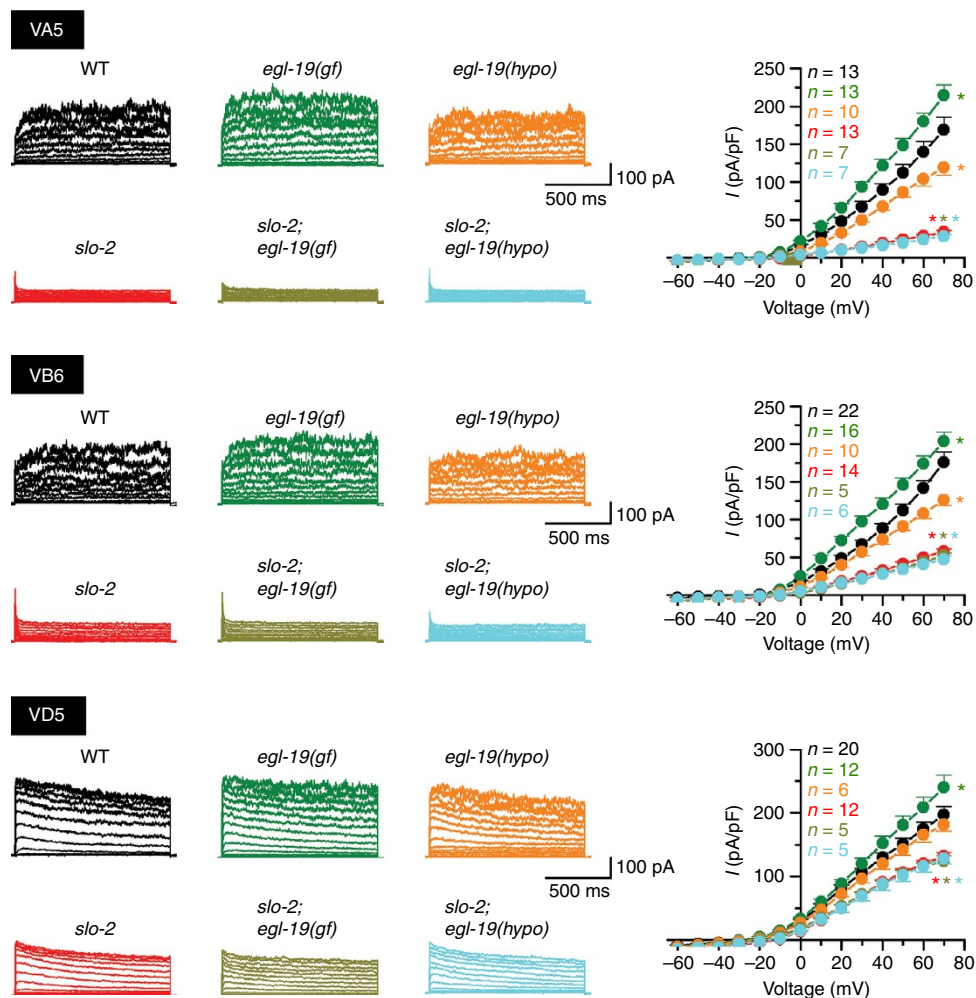 VA5
WT
egl-19(gf)
egl-19(hypo)
100 pA
500 ms
slo-2
slo-2;
egl-19(gf)
slo-2;
egl-19(hypo)
I (pA/pF)
250
200
150
100
50
n = 13
n = 13
n = 10
n = 13
n = 7
n = 7
*
*
* * *
–60 –40 –20 0 20 40 60 80
Voltage (mV)
VB6
WT
egl-19(gf)
egl-19(hypo)
100 pA
500 ms
slo-2
slo-2;
egl-19(gf)
slo-2;
egl-19(hypo)
I (pA/pF)
250
200
150
100
50
n = 22
n = 16
n = 10
n = 14
n = 5
n = 6
*
*
* * *
–60 –40 –20 0 20 40 60 80
Voltage (mV)
VD5
WT
egl-19(gf)
egl-19(hypo)
100 pA
500 ms
slo-2
slo-2;
egl-19(gf)
slo-2;
egl-19(hypo)
I (pA/pF)
300
200
100
n = 20
n = 12
n = 6
n = 12
n = 5
n = 5
*
* * *
–60 –40 –20 0 20 40 60 80
Voltage (mV)